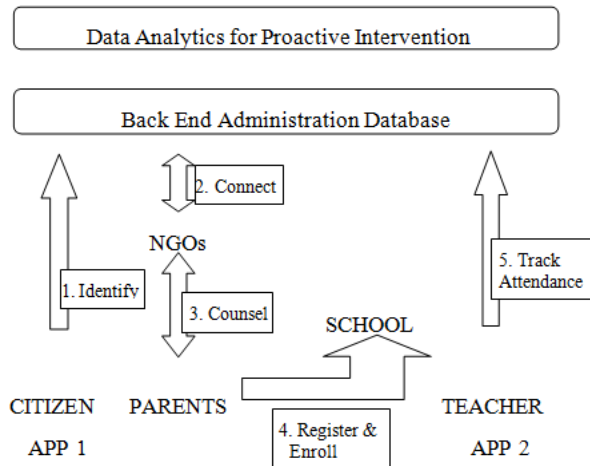 Data Analytics for Proactive Intervention
Back End Administration Database
2. Connect
NGOs
1. Identify
3. Counsel
5. Track
Attendance
SCHOOL
CITIZEN
APP 1
PARENTS
4. Register &
Enroll
TEACHER
APP 2